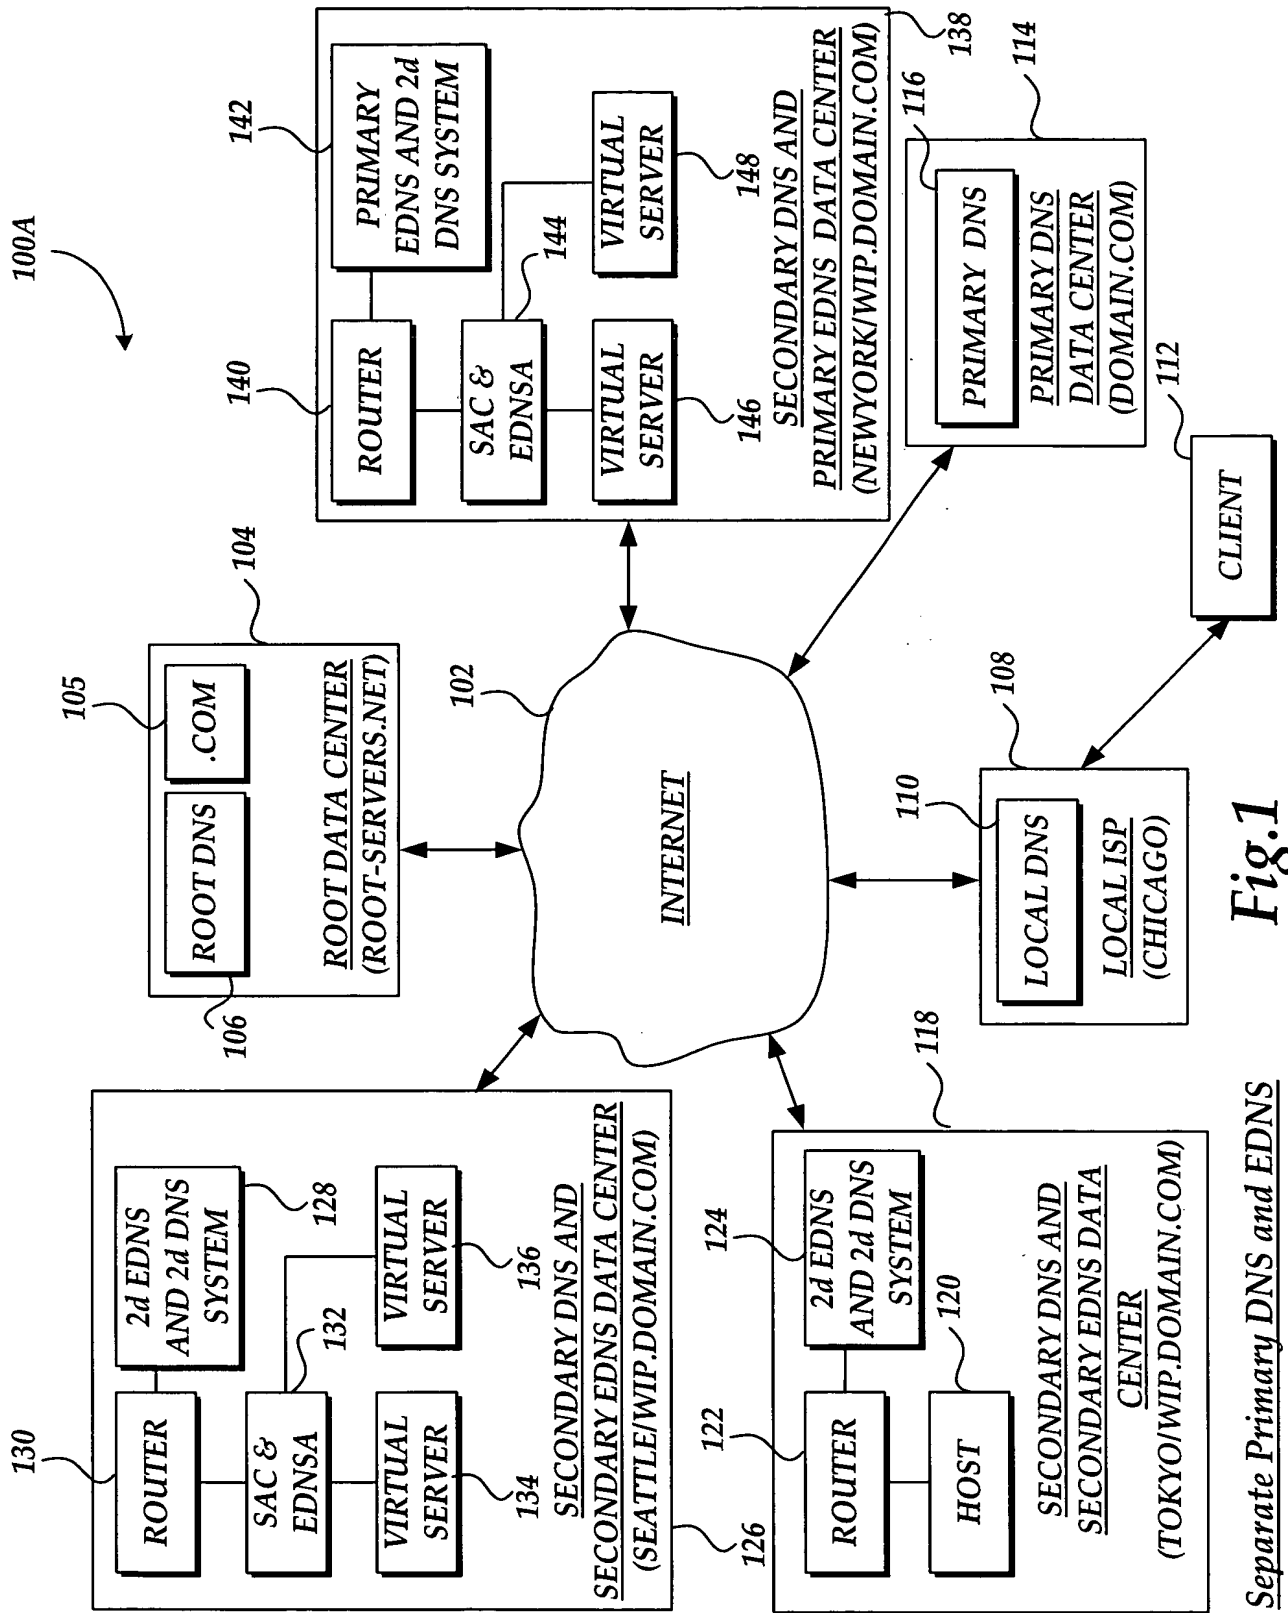 100A
130
ROUTER
2d EDNS
AND 2d DNS
SYSTEM
128
SAC &
EDNSA
132
VIRTUAL
SERVER
134
VIRTUAL
SERVER
136
SECONDARY DNS AND
SECONDARY EDNS DATA CENTER
(SEATTLE/WIP.DOMAIN.COM)
126
105
ROOT DNS
.COM
106
ROOT DATA CENTER
(ROOT-SERVERS.NET)
104
140
142
ROUTER
PRIMARY
EDNS AND 2d
DNS SYSTEM
SAC &
EDNSA
144
VIRTUAL
SERVER
146
VIRTUAL
SERVER
148
SECONDARY DNS AND
PRIMARY EDNS DATA CENTER
(NEWYORK/WIP.DOMAIN.COM)
138
102
INTERNET
122
ROUTER
2d EDNS
AND 2d DNS
SYSTEM
124
HOST
120
SECONDARY DNS AND
SECONDARY EDNS DATA
CENTER
(TOKYO/WIP.DOMAIN.COM)
118
110
LOCAL DNS
LOCAL ISP
(CHICAGO)
108
116
PRIMARY DNS
PRIMARY DNS
DATA CENTER
(DOMAIN.COM)
114
112
CLIENT
Separate Primary DNS and EDNS
Fig.1